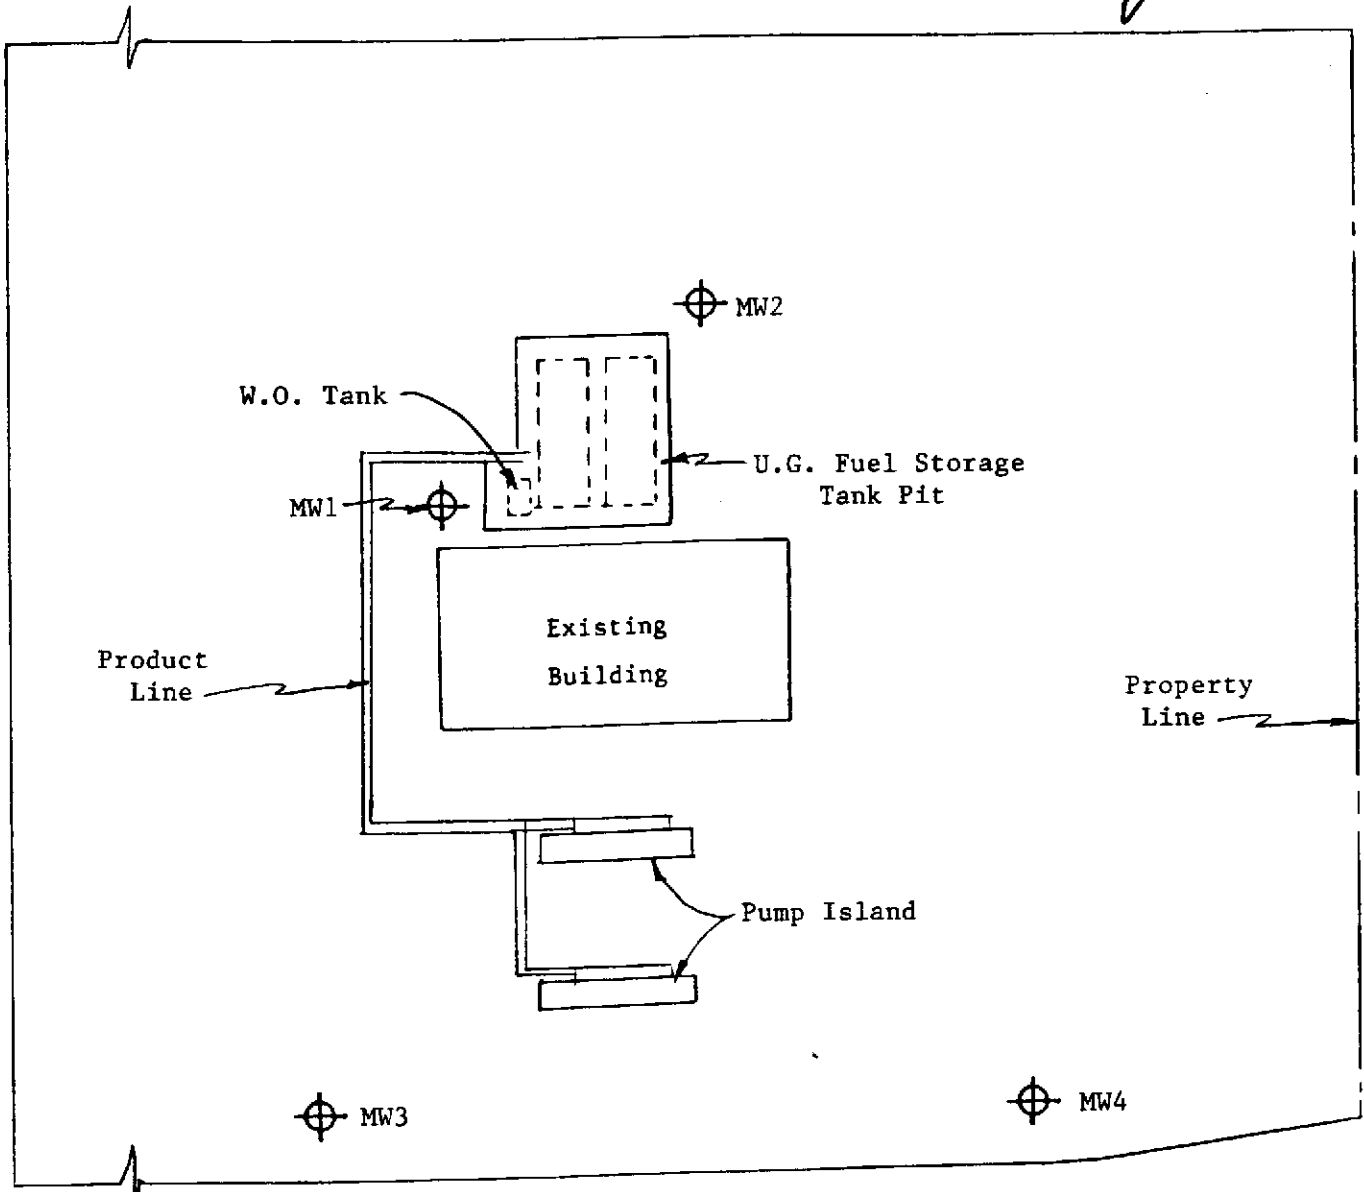 MW2
W.O. Tank
U.G. Fuel Storage
Tank Pit
MW1
Existing
Building
Product
Line
Property
Line
Pump Island
MW3
MW4